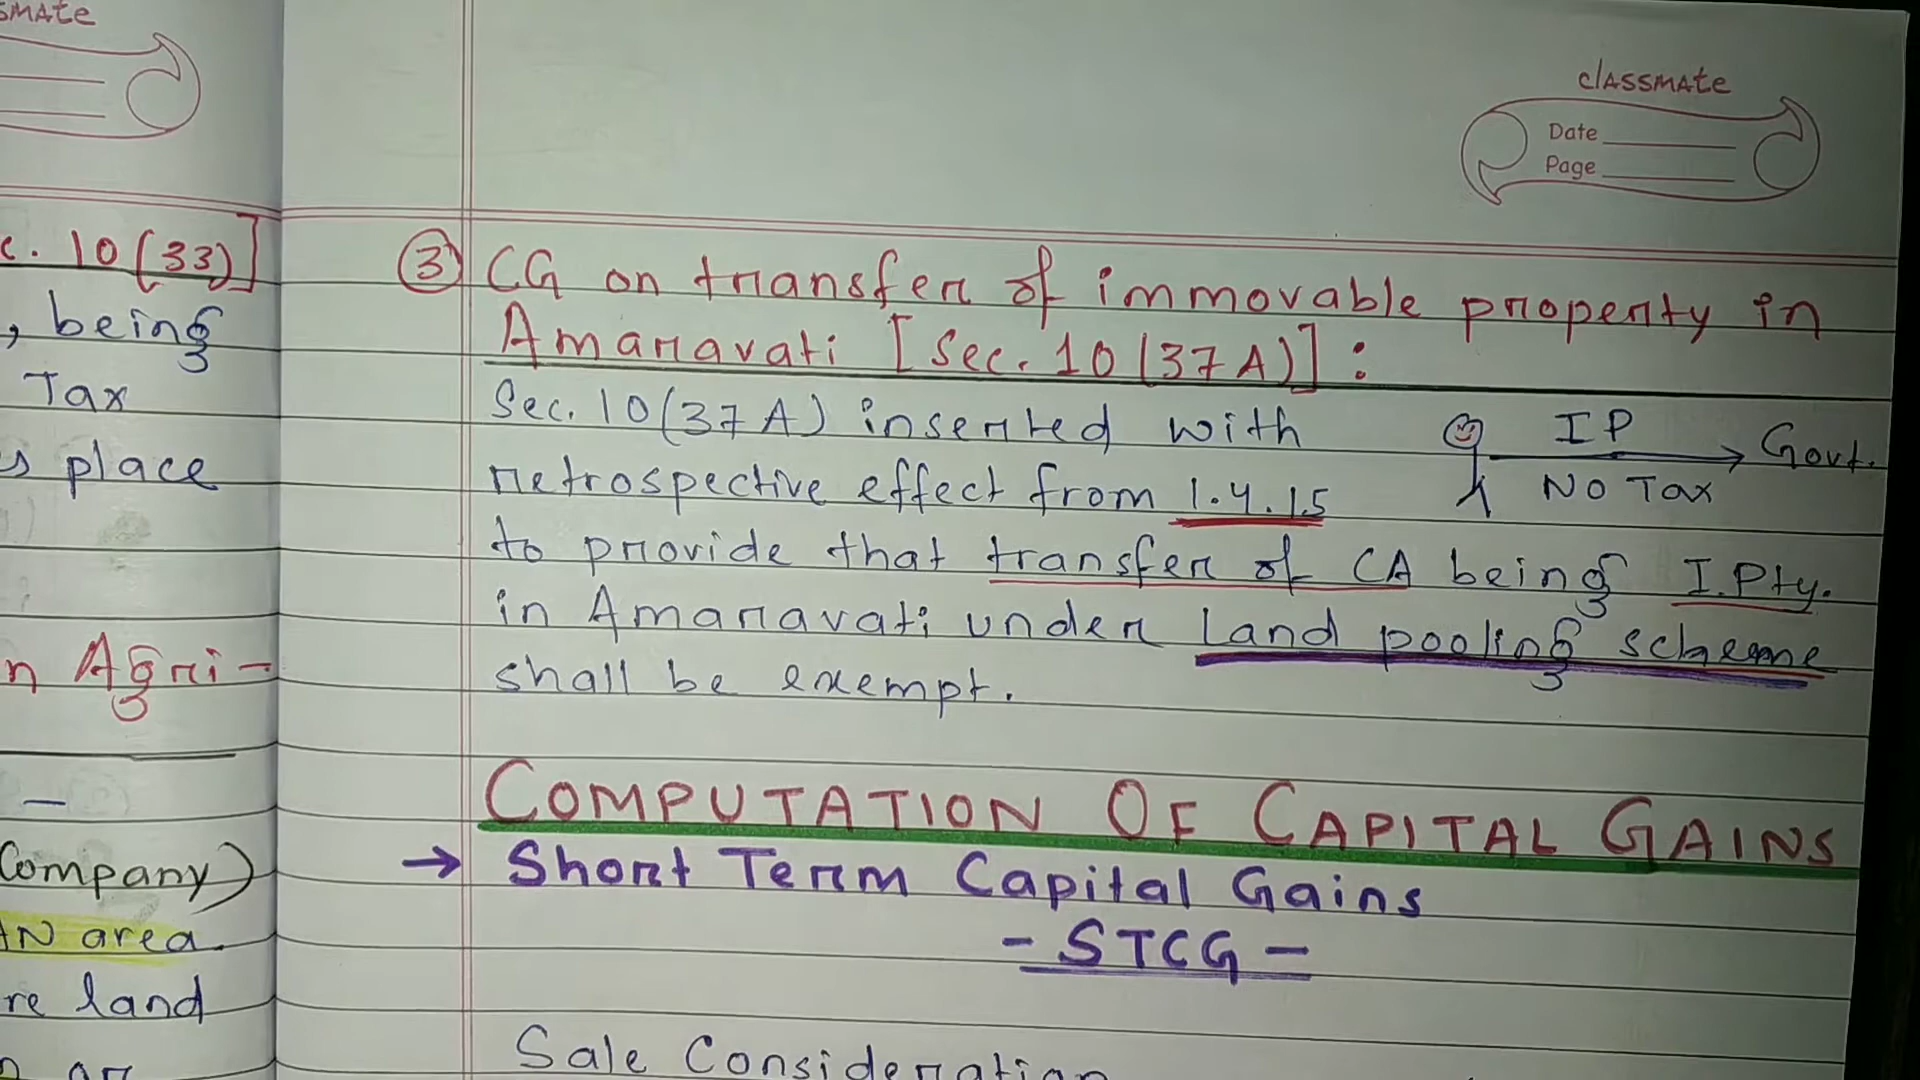 smate
c. 10(33)]
, being
Tax
s place
n Agri-
Company)
AN area
re land
classmate
Date
Page
③ CG on transfer of immovable property in
Amaravati [Sec. 10(37A)]:
Sec. 10(37A) inserted with
retrospective effect from 1.4.15
to provide that transfer of CA being I.Pty.
in Amaravati under land pooling scheme
shall be exempt.
IP → Govt.
NO Tax
COMPUTATION OF CAPITAL GAINS
→ Short Term Capital Gains
- STCG -
Sale Consideration